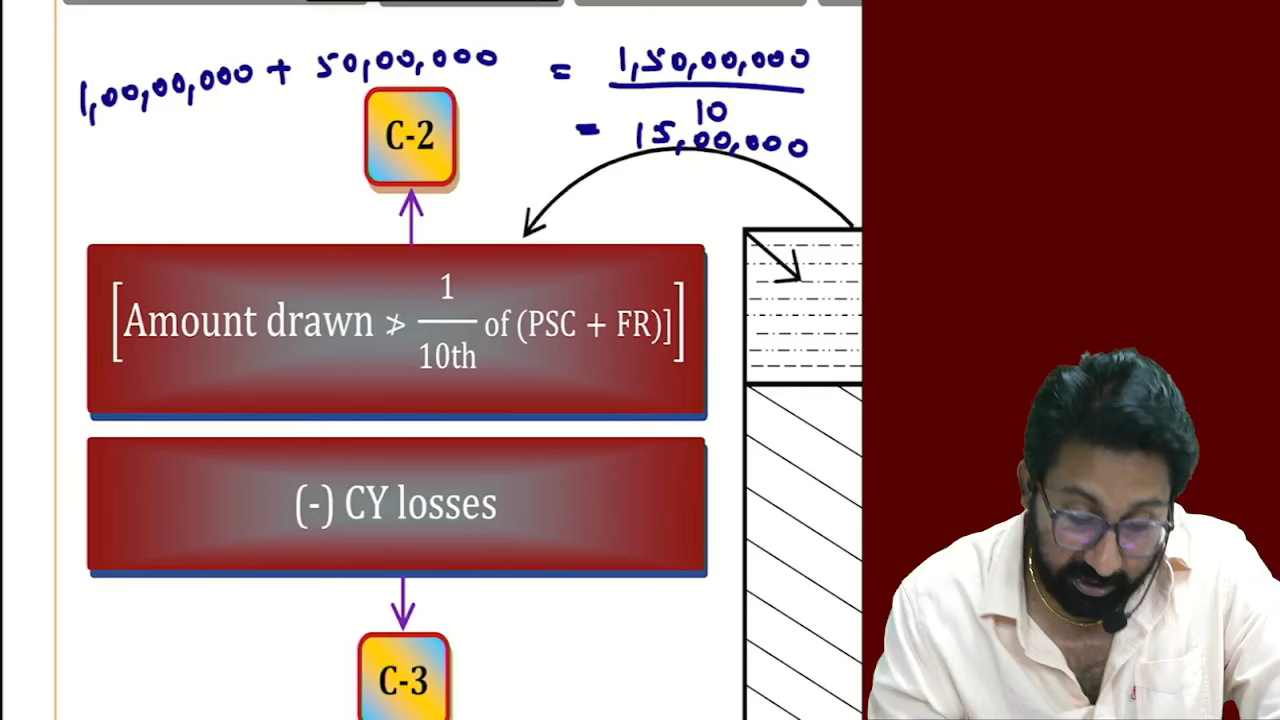 1,00,00,000 + 50,00,000 = 1,50,00,000
10
= 15,00,000
C-2
[Amount drawn ≯ 1/10th of (PSC + FR)]]
(-) CY losses
C-3